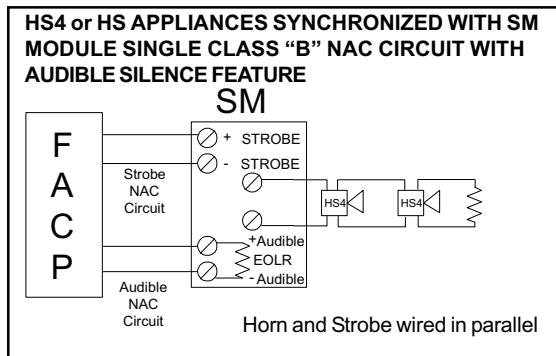 HS4 or HS APPLIANCES SYNCHRONIZED WITH SM
MODULE SINGLE CLASS “B” NAC CIRCUIT WITH
AUDIBLE SILENCE FEATURE
SM
F
A
C
P
+ STROBE
- STROBE
Strobe
NAC
Circuit
HS4
HS4
+Audible
EOLR
-Audible
Audible
NAC
Circuit
Horn and Strobe wired in parallel